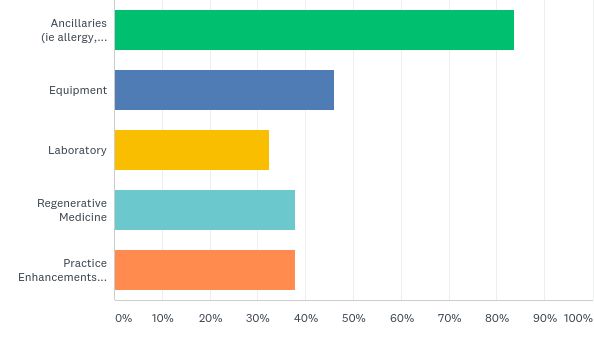 Ancillaries
(ie allergy,...
Equipment
Laboratory
Regenerative
Medicine
Practice
Enhancements...
0% 10% 20% 30% 40% 50% 60% 70% 80% 90% 100%